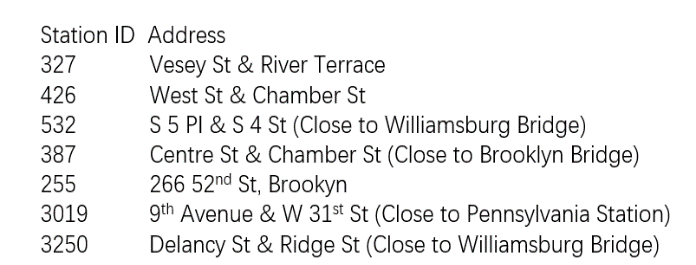 Station ID Address
327 Vesey St & River Terrace
426 West St & Chamber St
532 S 5 Pl & S 4 St (Close to Williamsburg Bridge)
387 Centre St & Chamber St (Close to Brooklyn Bridge)
255 266 52nd St, Brookyn
3019 9th Avenue & W 31st St (Close to Pennsylvania Station)
3250 Delancy St & Ridge St (Close to Williamsburg Bridge)